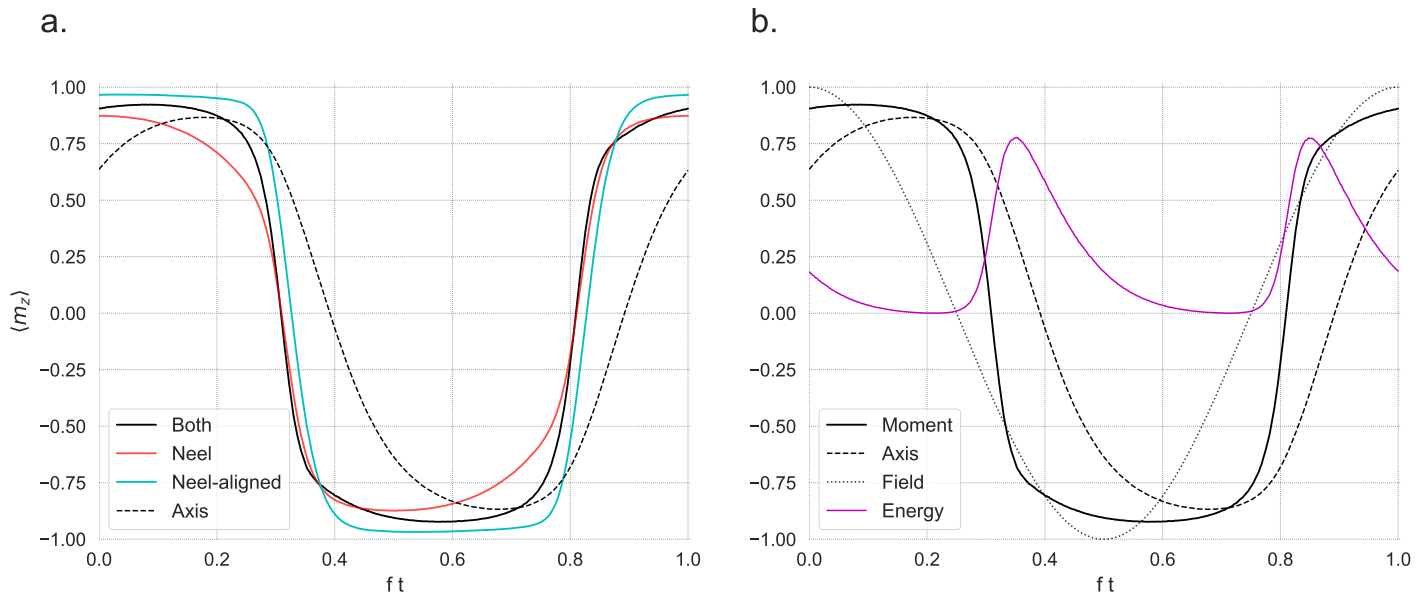 a.
1.00
0.75
0.50
0.25
0.00
−0.25
−0.50
−0.75
−1.00
⟨m_z⟩
0.0
0.2
0.4
0.6
0.8
1.0
f t
Both
Neel
Neel-aligned
Axis
b.
1.00
0.75
0.50
0.25
0.00
−0.25
−0.50
−0.75
−1.00
0.0
0.2
0.4
0.6
0.8
1.0
f t
Moment
Axis
Field
Energy